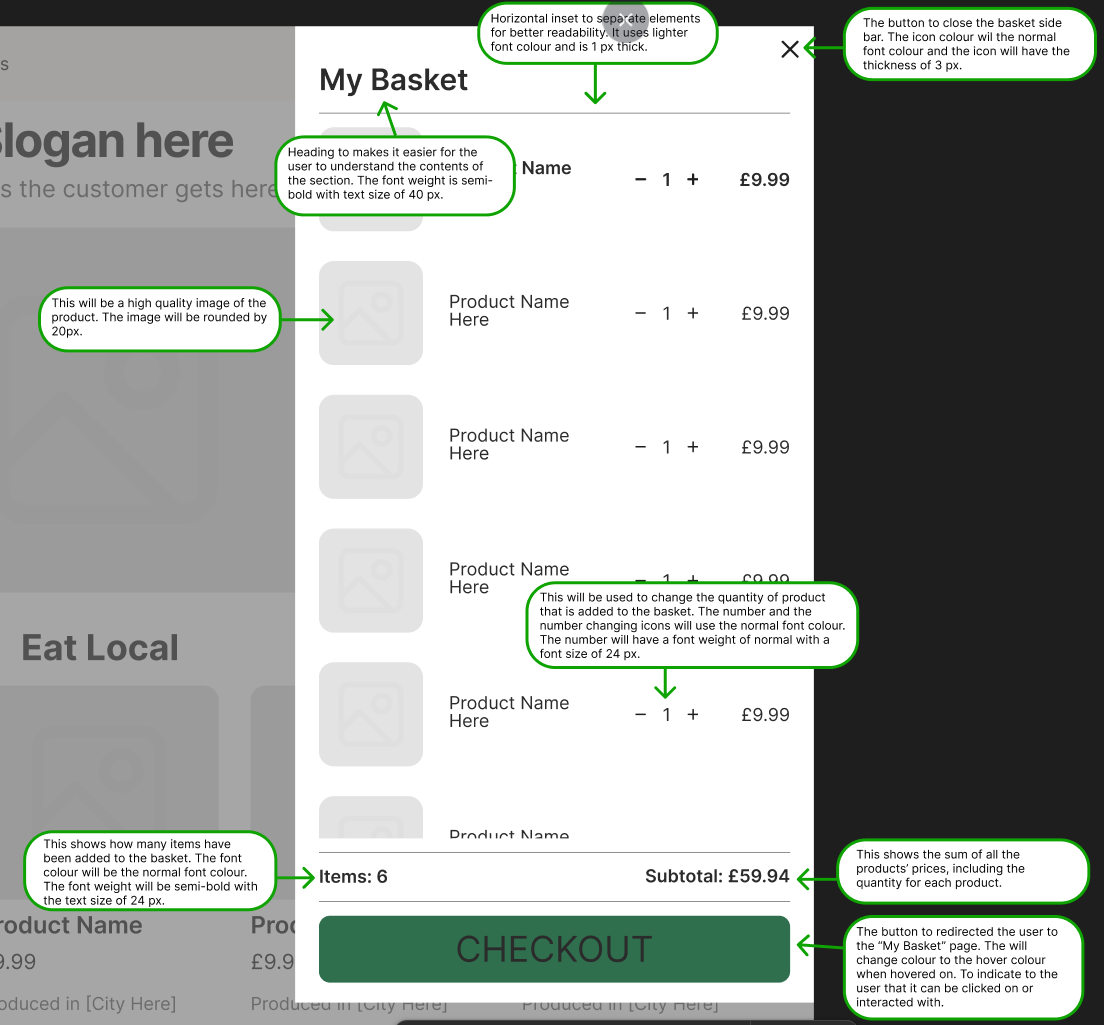 Horizontal inset to separate elements
for better readability. It uses lighter
font colour and is 1 px thick.
The button to close the basket side
bar. The icon colour wil the normal
font colour and the icon will have the
thickness of 3 px.
s
My Basket
Slogan here
s the customer gets here
Heading to makes it easier for the
user to understand the contents of
the section. The font weight is semi-
bold with text size of 40 px.
Name
− 1 +
£9.99
This will be a high quality image of the
product. The image will be rounded by
20px.
Product Name
Here
− 1 +
£9.99
Product Name
Here
− 1 +
£9.99
Product Name
Here
− 1 +
£9.99
This will be used to change the quantity of product
that is added to the basket. The number and the
number changing icons will use the normal font colour.
The number will have a font weight of normal with a
font size of 24 px.
Eat Local
Product Name
Here
− 1 +
£9.99
Product Name
This shows how many items have
been added to the basket. The font
colour will be the normal font colour.
The font weight will be semi-bold with
the text size of 24 px.
Items: 6
Subtotal: £59.94
This shows the sum of all the
products’ prices, including the
quantity for each product.
roduct Name
Proc
9.99
£9.9
CHECKOUT
The button to redirected the user to
the “My Basket” page. The will
change colour to the hover colour
when hovered on. To indicate to the
user that it can be clicked on or
interacted with.
oduced in [City Here]
Produced in [City Here]
Produced in [City Here]